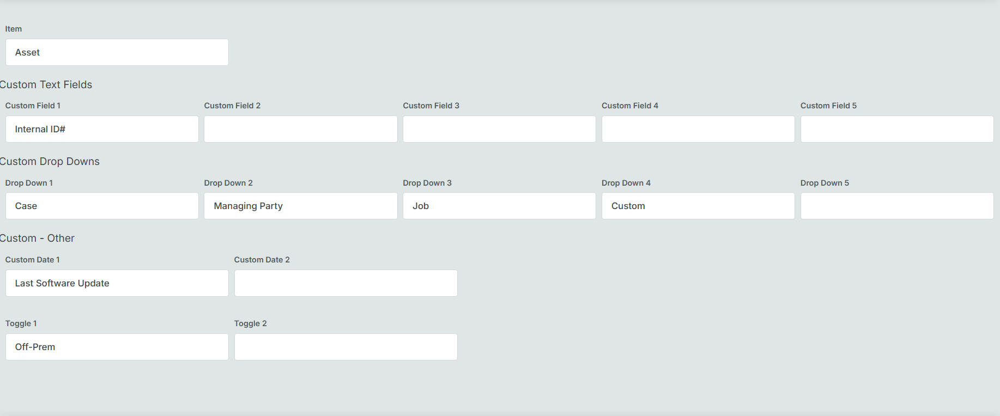 Item
Asset
Custom Text Fields
Custom Field 1 Custom Field 2 Custom Field 3 Custom Field 4 Custom Field 5
Internal ID#
Custom Drop Downs
Drop Down 1 Drop Down 2 Drop Down 3 Drop Down 4 Drop Down 5
Case Managing Party Job Custom
Custom - Other
Custom Date 1 Custom Date 2
Last Software Update
Toggle 1 Toggle 2
Off-Prem